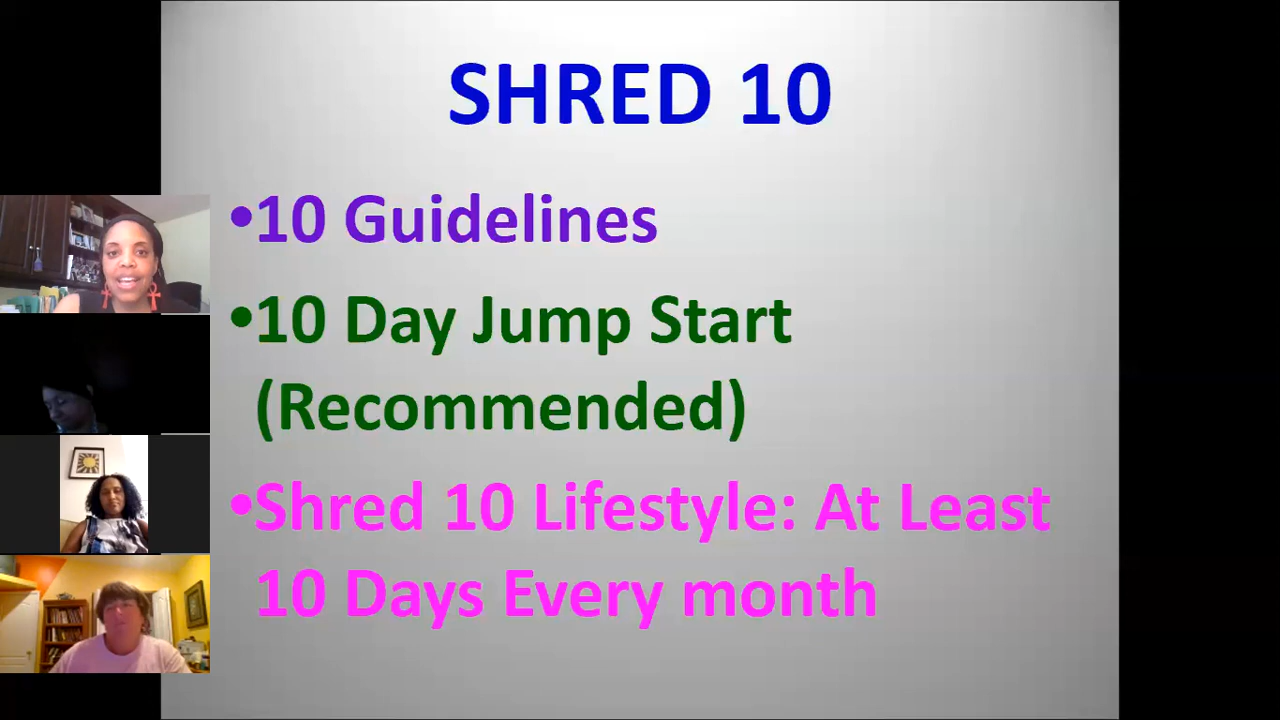 SHRED 10
•10 Guidelines
•10 Day Jump Start
(Recommended)
•Shred 10 Lifestyle: At Least
10 Days Every month